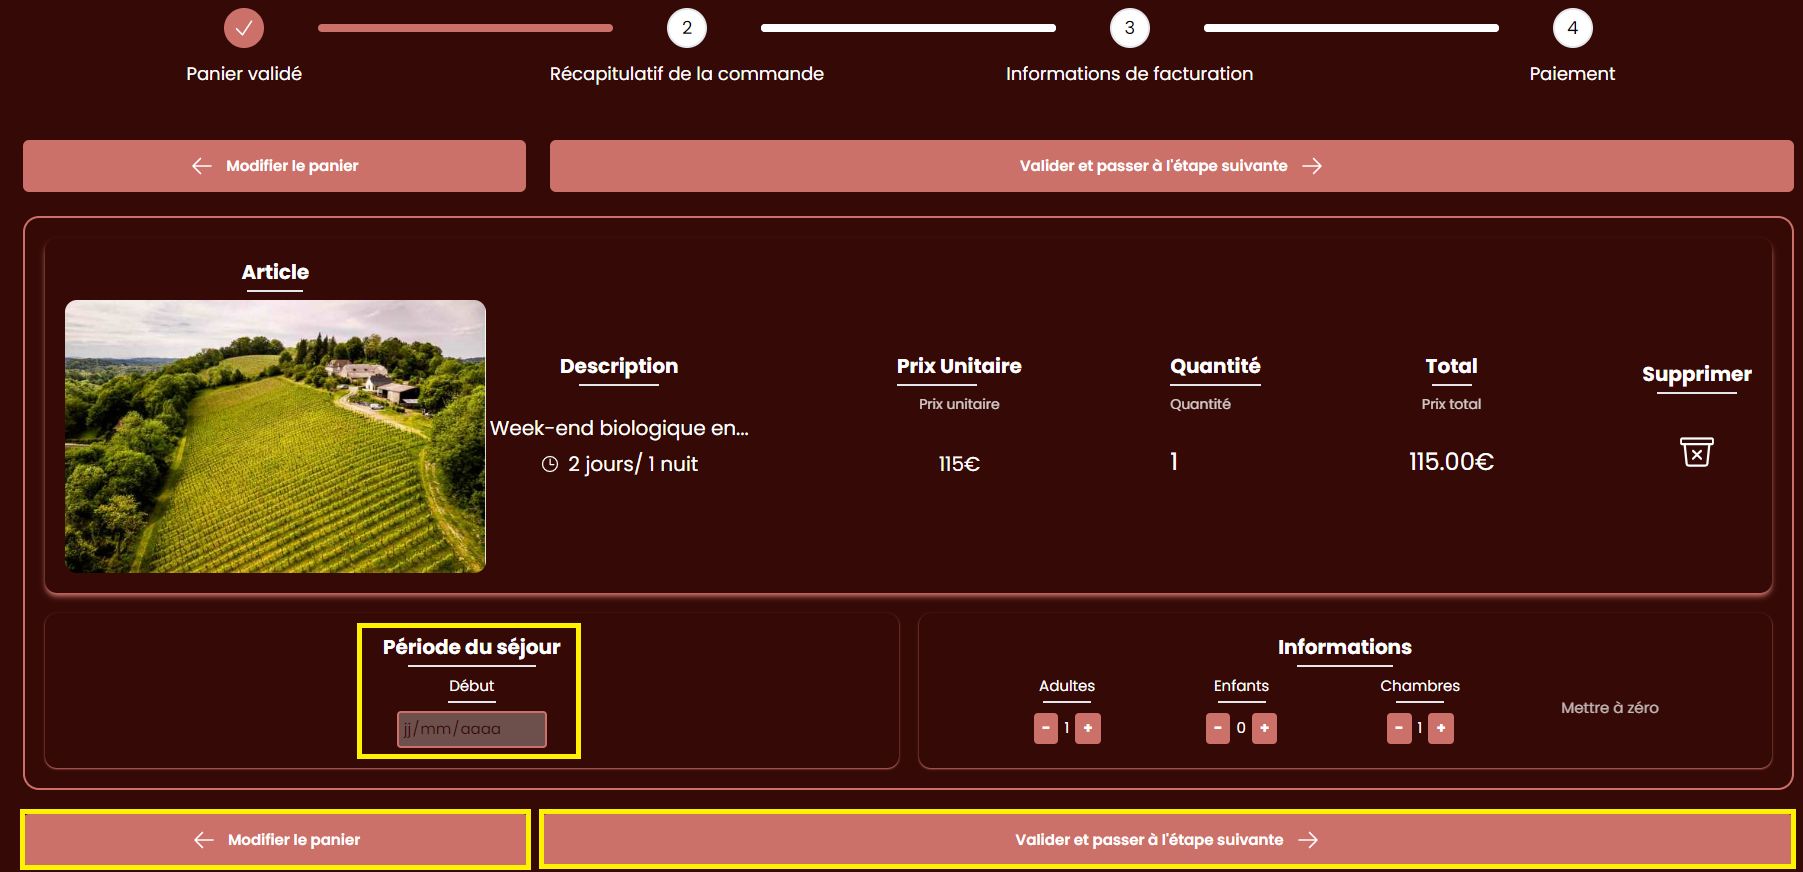 2
3
4
Panier validé
Récapitulatif de la commande
Informations de facturation
Paiement
Modifier le panier
Valider et passer à l'étape suivante
Article
Description
Week-end biologique en...
2 jours/ 1 nuit
Prix Unitaire
Prix unitaire
115€
Quantité
Quantité
1
Total
Prix total
115.00€
Supprimer
Période du séjour
Début
jj/mm/aaaa
Informations
Adultes
- 1 +
Enfants
- 0 +
Chambres
- 1 +
Mettre à zéro
Modifier le panier
Valider et passer à l'étape suivante